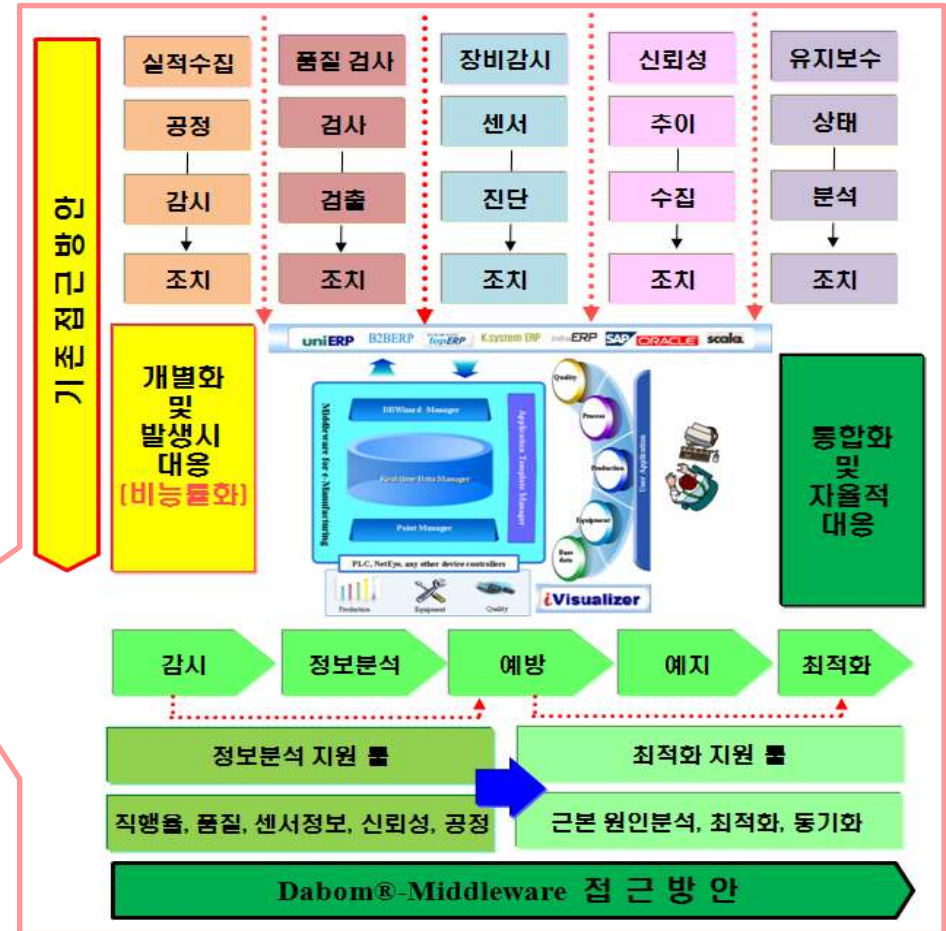 실적수집
품질 검사
장비감시
신뢰성
유지보수
공정
검사
센서
추이
상태
감시
검출
진단
수집
분석
조치
조치
조치
조치
조치
기존 접근 방안
uniERP B2BERP topERP K.system ERP ERP SAP ORACLE scala
개별화
및
발생시
대응
(비능률화)
Middleware for e-Manufacturing
DBWizard Manager
Real-time Data Manager
Point Manager
Application Template Manager
PLC, NetEye, any other device controllers
Production
Equipment
Quality
Quality
Process
Production
Equipment
Base
data
User Application
iVisualizer
통합화
및
자율적
대응
감시
정보분석
예방
예지
최적화
정보분석 지원 툴
최적화 지원 툴
직행율, 품질, 센서정보, 신뢰성, 공정
근본 원인분석, 최적화, 동기화
Dabom®-Middleware 접 근 방 안